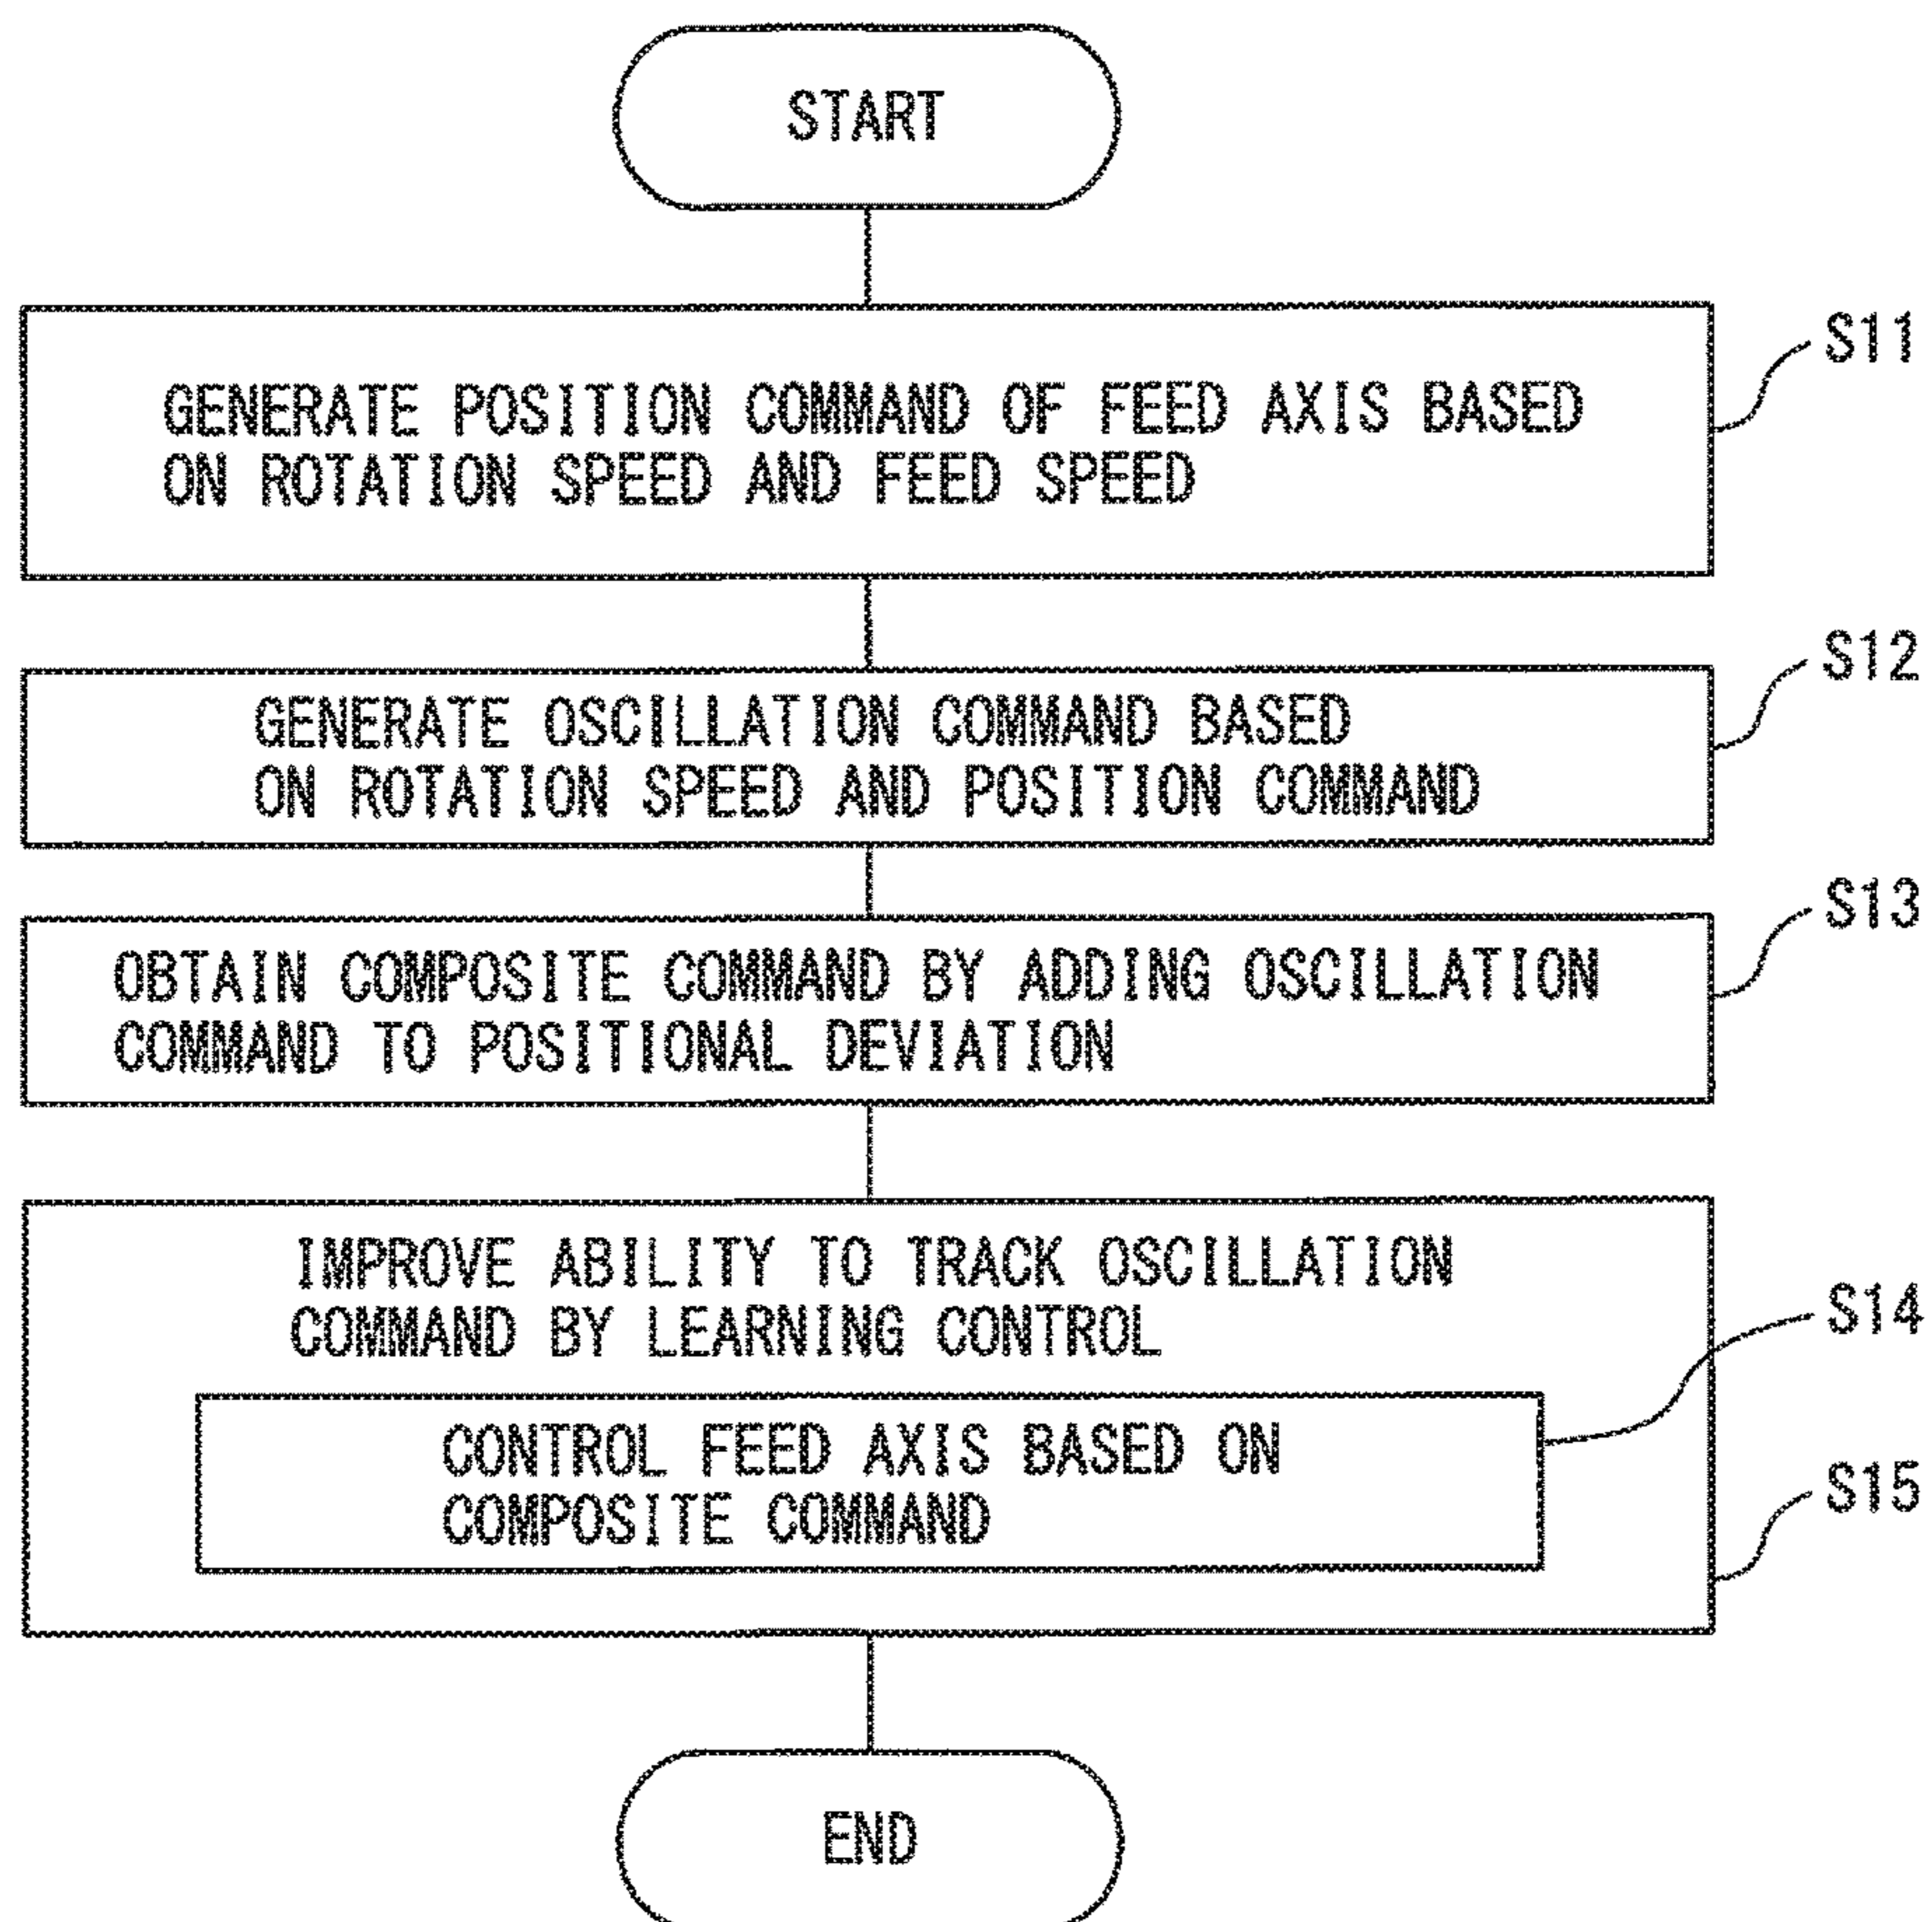 START
S11
GENERATE POSITION COMMAND OF FEED AXIS BASED
ON ROTATION SPEED AND FEED SPEED
S12
GENERATE OSCILLATION COMMAND BASED
ON ROTATION SPEED AND POSITION COMMAND
S13
OBTAIN COMPOSITE COMMAND BY ADDING OSCILLATION
COMMAND TO POSITIONAL DEVIATION
IMPROVE ABILITY TO TRACK OSCILLATION
COMMAND BY LEARNING CONTROL
S14
CONTROL FEED AXIS BASED ON
COMPOSITE COMMAND
S15
END